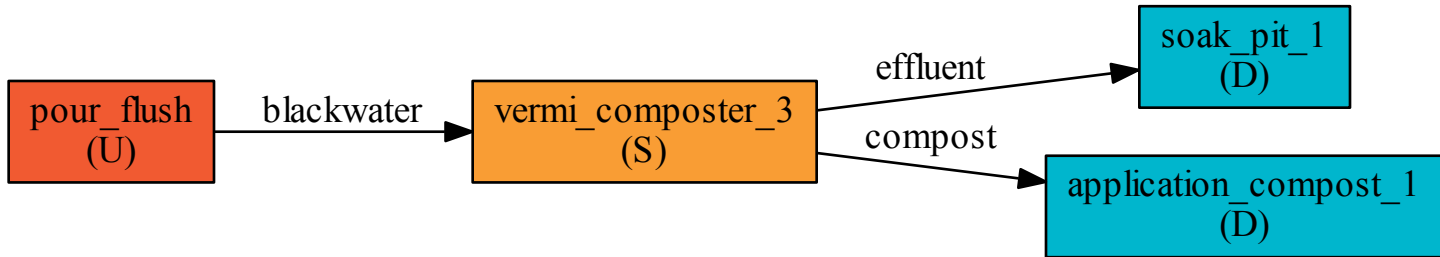 pour_flush
(U)
blackwater
vermi_composter_3
(S)
effluent
compost
soak_pit_1
(D)
application_compost_1
(D)